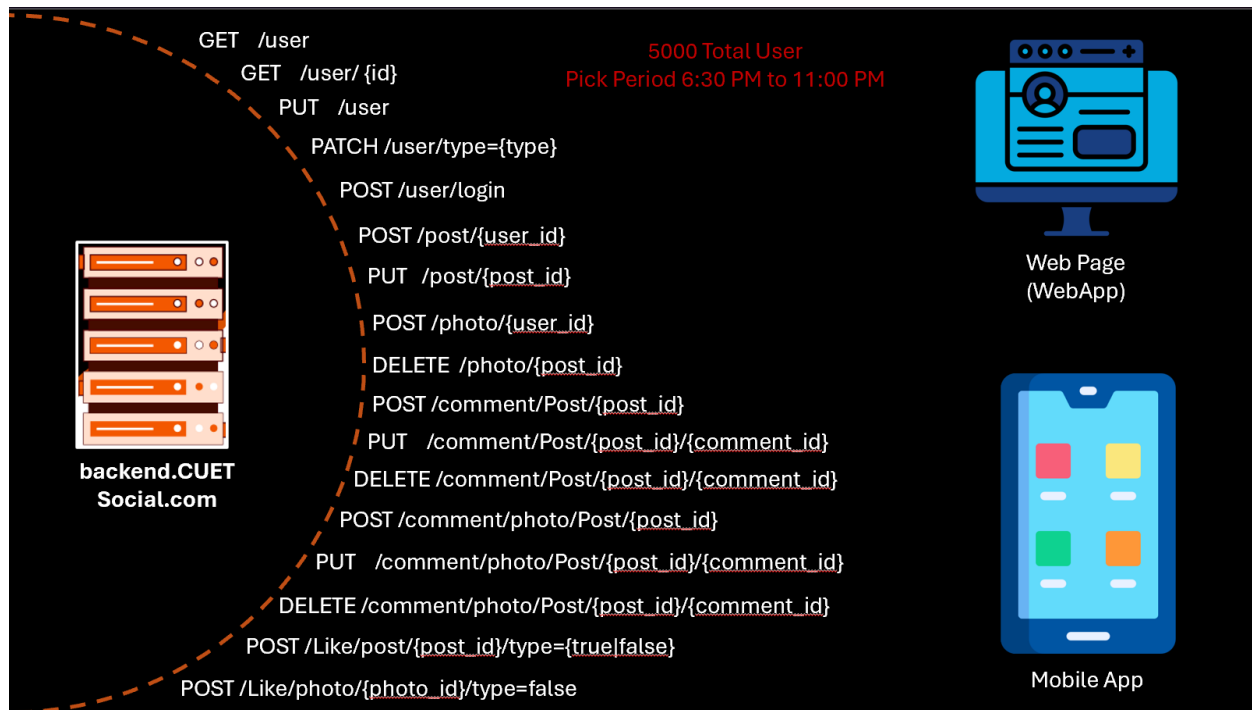 GET /user
5000 Total User
GET /user/ {id}
Pick Period 6:30 PM to 11:00 PM
PUT /user
PATCH /user/type={type}
POST /user/login
POST /post/{user_id}
PUT /post/{post_id}
Web Page
(WebApp)
POST /photo/{user_id}
DELETE /photo/{post_id}
POST /comment/Post/{post_id}
PUT /comment/Post/{post_id}/{comment_id}
backend.CUET
Social.com
DELETE /comment/Post/{post_id}/{comment_id}
POST /comment/photo/Post/{post_id}
PUT /comment/photo/Post/{post_id}/{comment_id}
DELETE /comment/photo/Post/{post_id}/{comment_id}
POST /Like/post/{post_id}/type={true|false}
POST /Like/photo/{photo_id}/type=false
Mobile App